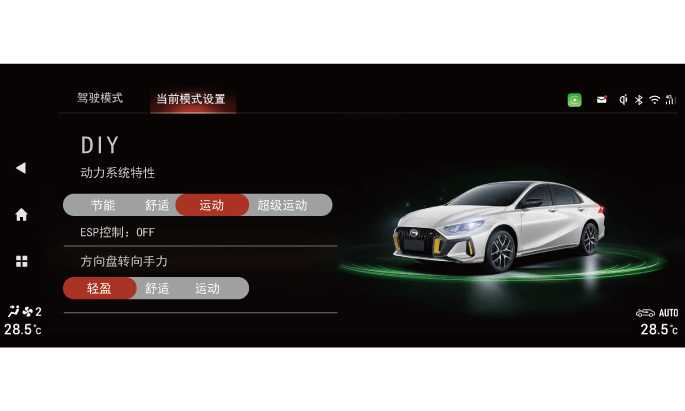 驾驶模式 当前模式设置
4G
DIY
动力系统特性
节能 舒适 运动 超级运动
ESP控制：OFF
方向盘转向手力
轻盈 舒适 运动
2
AUTO
28.5℃
28.5℃